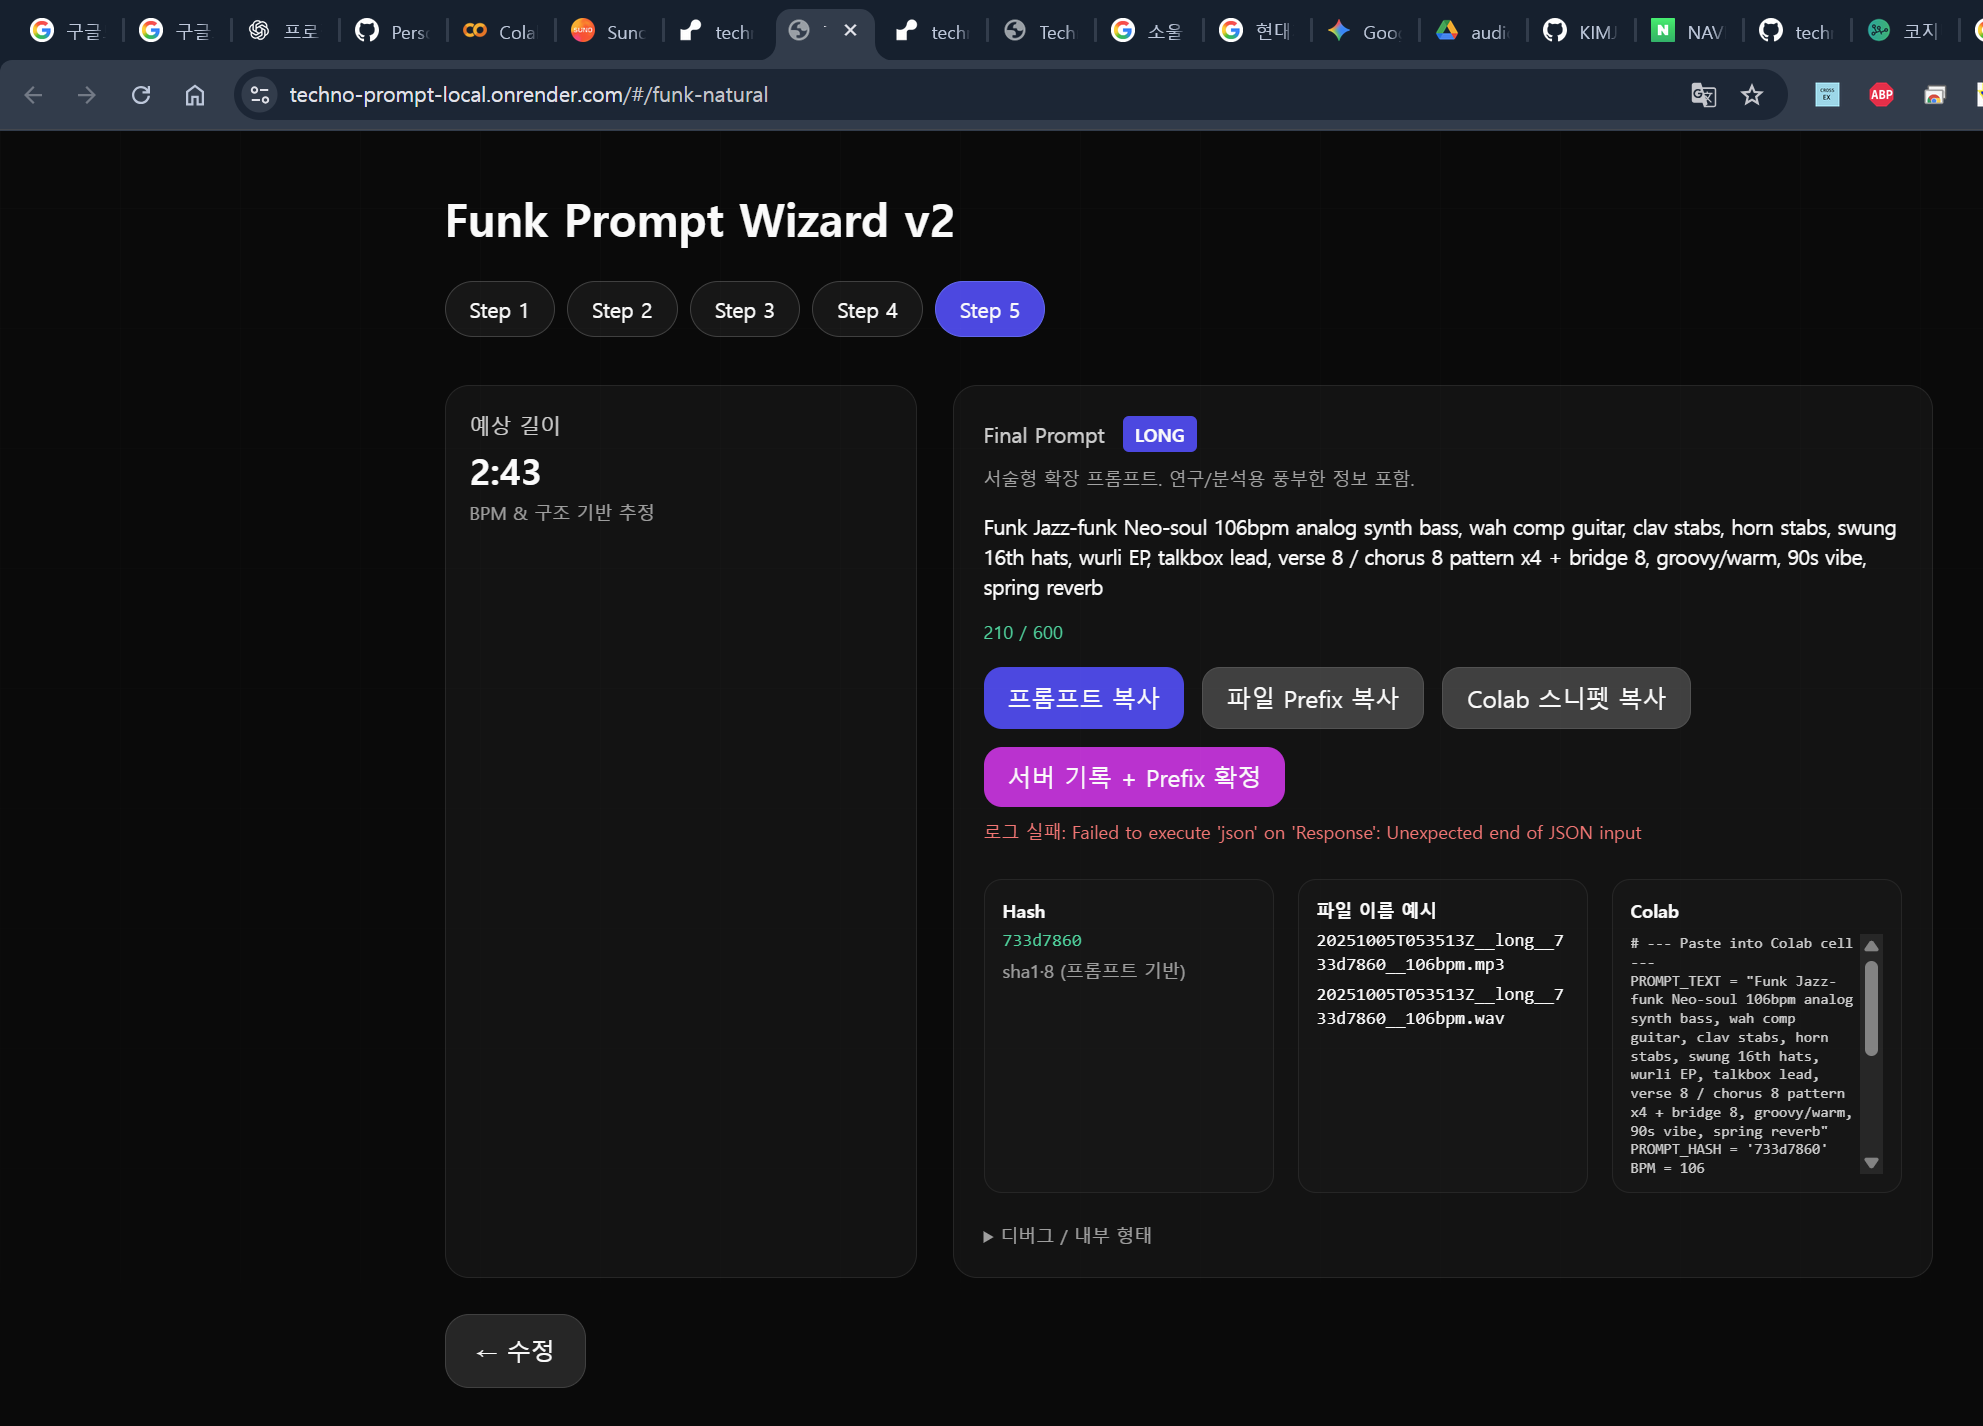 구글
구글
프로
Pers
Cola
Suno
techn
techn
Tech
소울
현대
Goo
audi
KIMJ
NAV
techn
코지
techno-prompt-local.onrender.com/#/funk-natural
CROSS EX
ABP
Funk Prompt Wizard v2
Step 1
Step 2
Step 3
Step 4
Step 5
예상 길이
2:43
BPM & 구조 기반 추정
Final Prompt LONG
서술형 확장 프롬프트. 연구/분석용 풍부한 정보 포함.
Funk Jazz-funk Neo-soul 106bpm analog synth bass, wah comp guitar, clav stabs, horn stabs, swung
16th hats, wurli EP, talkbox lead, verse 8 / chorus 8 pattern x4 + bridge 8, groovy/warm, 90s vibe,
spring reverb
210 / 600
프롬프트 복사
파일 Prefix 복사
Colab 스니펫 복사
서버 기록 + Prefix 확정
로그 실패: Failed to execute 'json' on 'Response': Unexpected end of JSON input
Hash
733d7860
sha1·8 (프롬프트 기반)
파일 이름 예시
20251005T053513Z__long__7
33d7860__106bpm.mp3
20251005T053513Z__long__7
33d7860__106bpm.wav
Colab
# --- Paste into Colab cell
---
PROMPT_TEXT = "Funk Jazz-
funk Neo-soul 106bpm analog
synth bass, wah comp
guitar, clav stabs, horn
stabs, swung 16th hats,
wurli EP, talkbox lead,
verse 8 / chorus 8 pattern
x4 + bridge 8, groovy/warm,
90s vibe, spring reverb"
PROMPT_HASH = '733d7860'
BPM = 106
▶ 디버그 / 내부 형태
← 수정